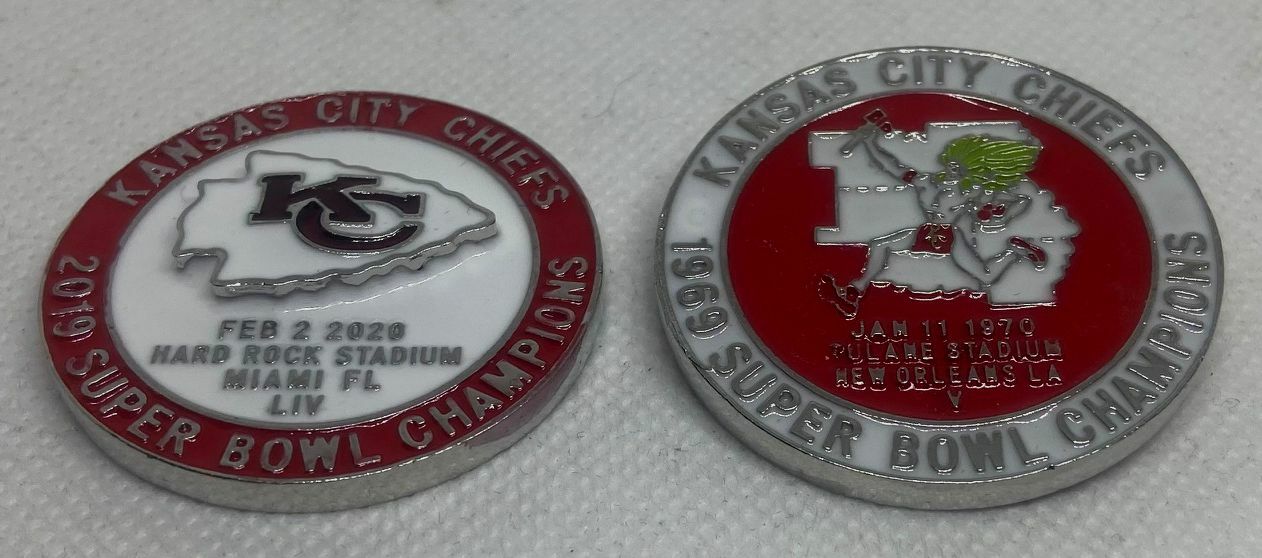 KANSAS CITY CHIEFS
KC
FEB 2 2020
HARD ROCK STADIUM
MIAMI FL
LIV
2019 SUPER BOWL CHAMPIONS
KANSAS CITY CHIEFS
JAN 11 1970
TULANE STADIUM
NEW ORLEANS LA
V
1969 SUPER BOWL CHAMPIONS